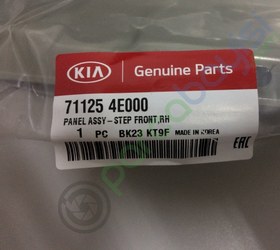 KIA Genuine Parts
71125 4E000
PANEL ASSY-STEP FRONT,RH
1 PC BK23 KT9F MADE IN KOREA
EAC